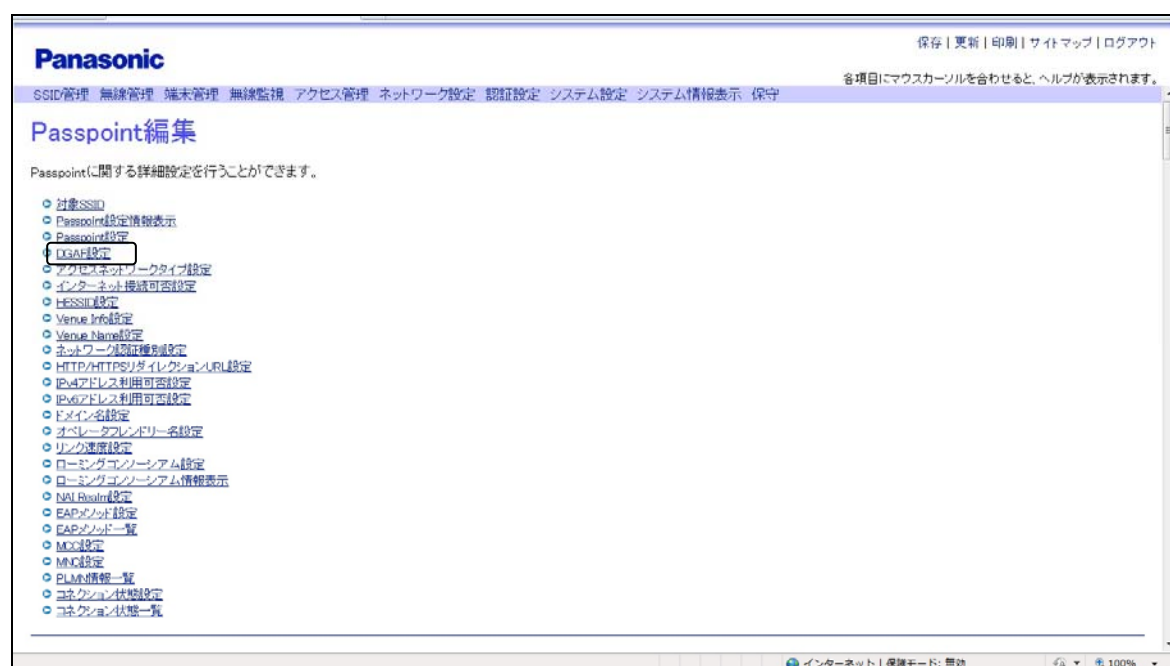 保存 | 更新 | 印刷 | サイトマップ | ログアウト
Panasonic
各項目にマウスカーソルを合わせると、ヘルプが表示されます。
SSID管理 無線管理 端末管理 無線監視 アクセス管理 ネットワーク設定 認証設定 システム設定 システム情報表示 保守
Passpoint編集
Passpointに関する詳細設定を行うことができます。
対象SSID
Passpoint設定情報表示
Passpoint設定
DGAF設定
アクセスネットワークタイプ設定
インターネット接続可否設定
HESSID設定
Venue Info設定
Venue Name設定
ネットワーク認証種別設定
HTTP/HTTPSリダイレクションURL設定
IPv4アドレス利用可否設定
IPv6アドレス利用可否設定
ドメイン名設定
オペレータフレンドリー名設定
リンク速度設定
ローミングコンソーシアム設定
ローミングコンソーシアム情報表示
NAI Realm設定
EAPメソッド設定
EAPメソッド一覧
MCC設定
MNC設定
PLMN情報一覧
コネクション状態設定
コネクション状態一覧
インターネット | 保護モード: 無効
100%